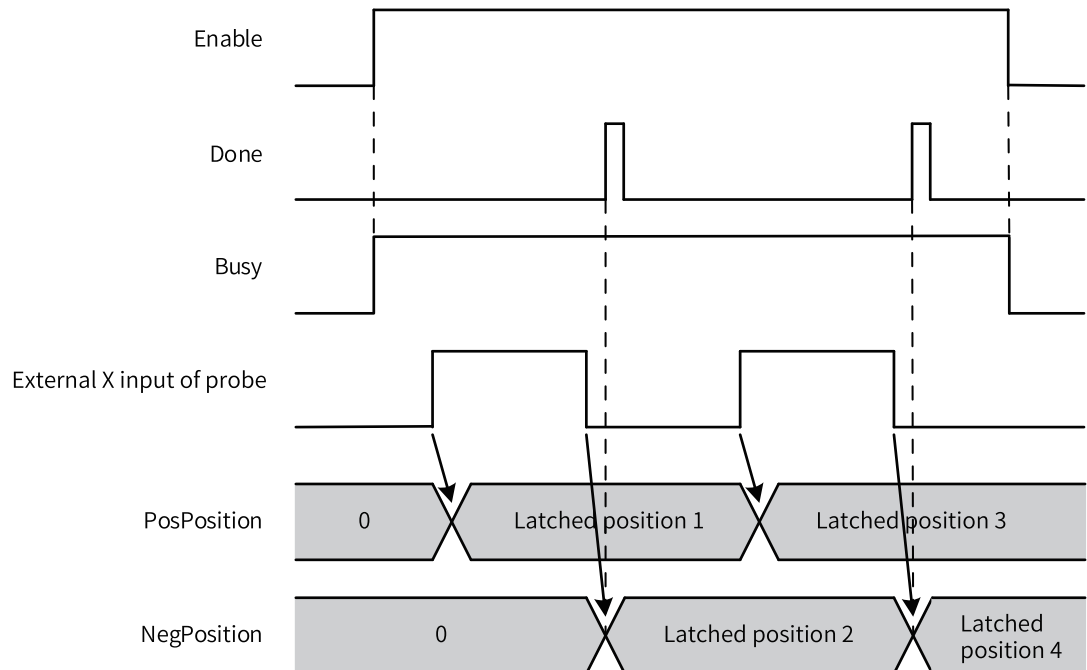 Enable
Done
Busy
External X input of probe
PosPosition
0
Latched position 1
Latched position 3
NegPosition
0
Latched position 2
Latched
position 4